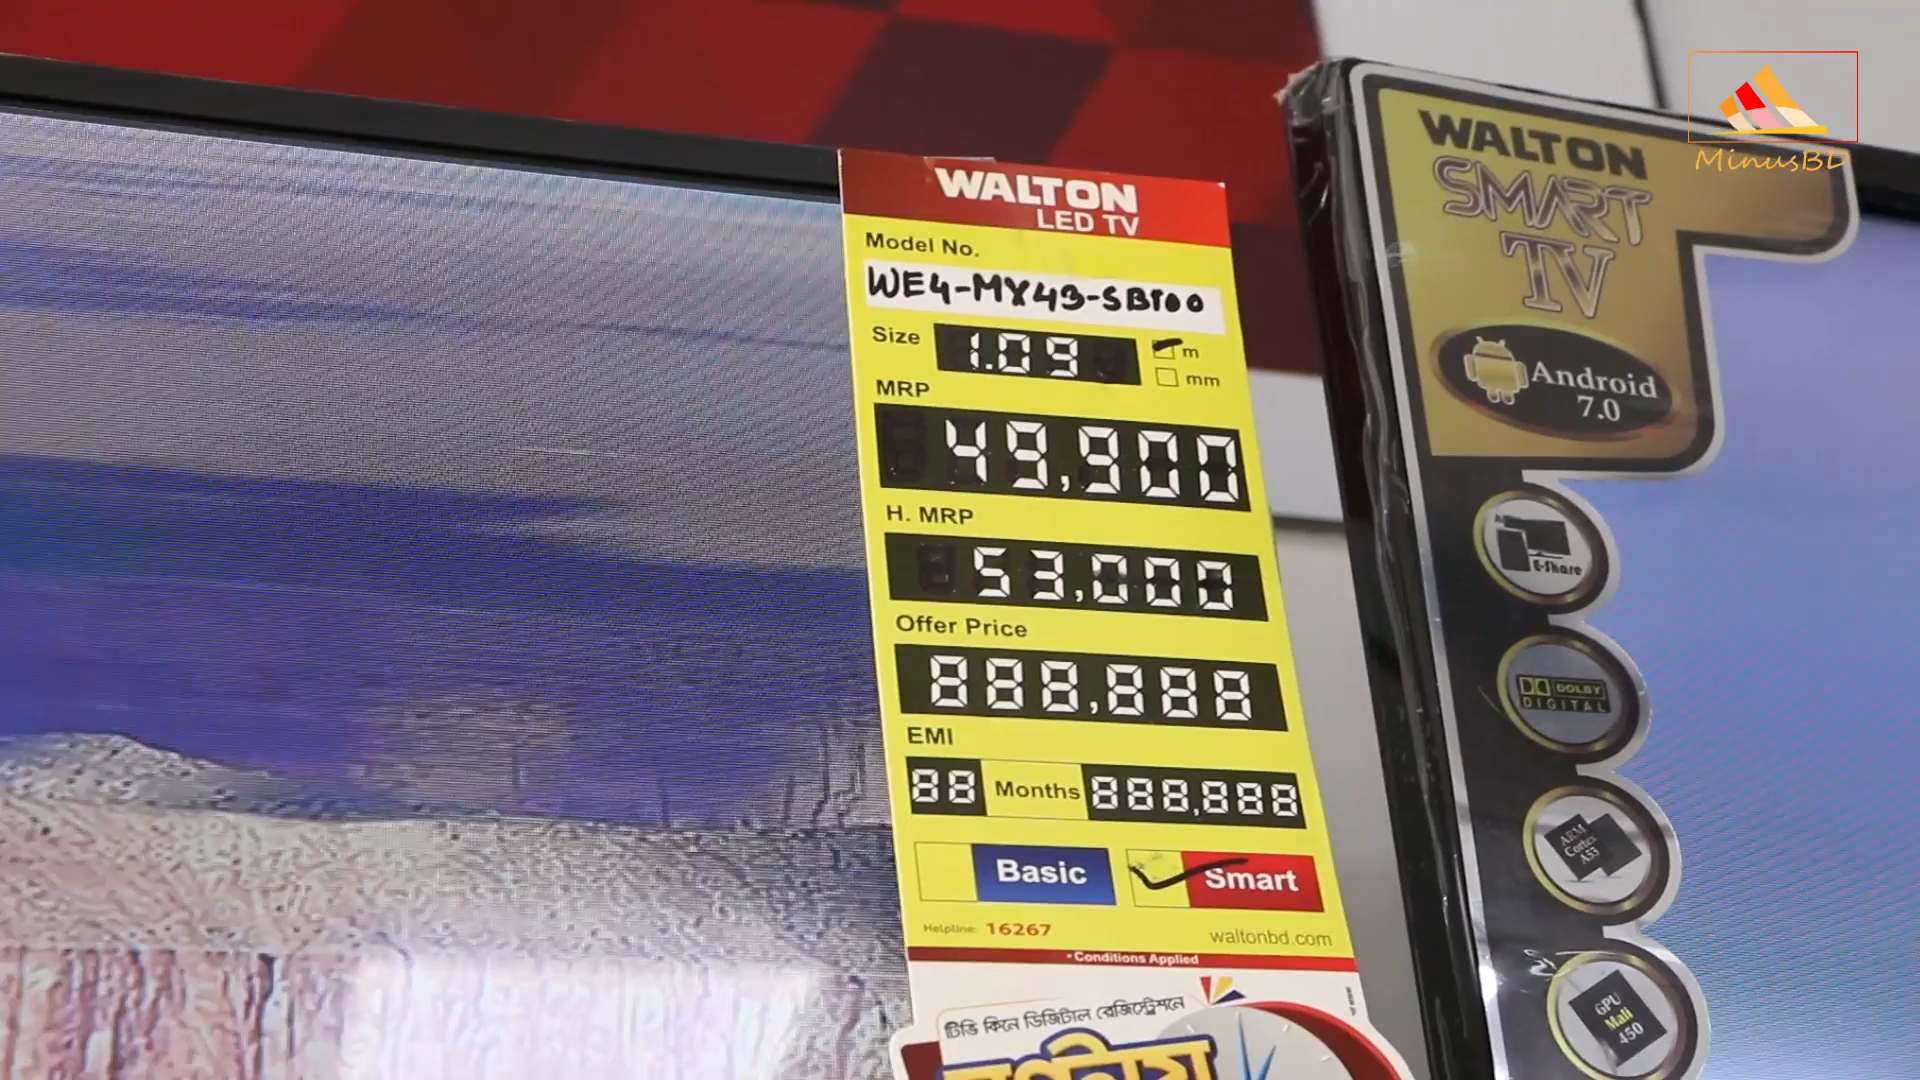 WALTON
LED TV
Model No.
WE4-MX43-SB100
Size 1.09 m
mm
MRP
49,900
H. MRP
53,000
Offer Price
888,888
EMI
88 Months 888,888
Basic Smart
Helpline: 16267 waltonbd.com
•Conditions Applied
টিভি কিনে ডিজিটাল রেজিস্ট্রেশনে
WALTON
SMART
TV
Android
7.0
E-Share
DOLBY
DIGITAL
ARM
Cortex
A53
GPU
Mali
450
MinusBL